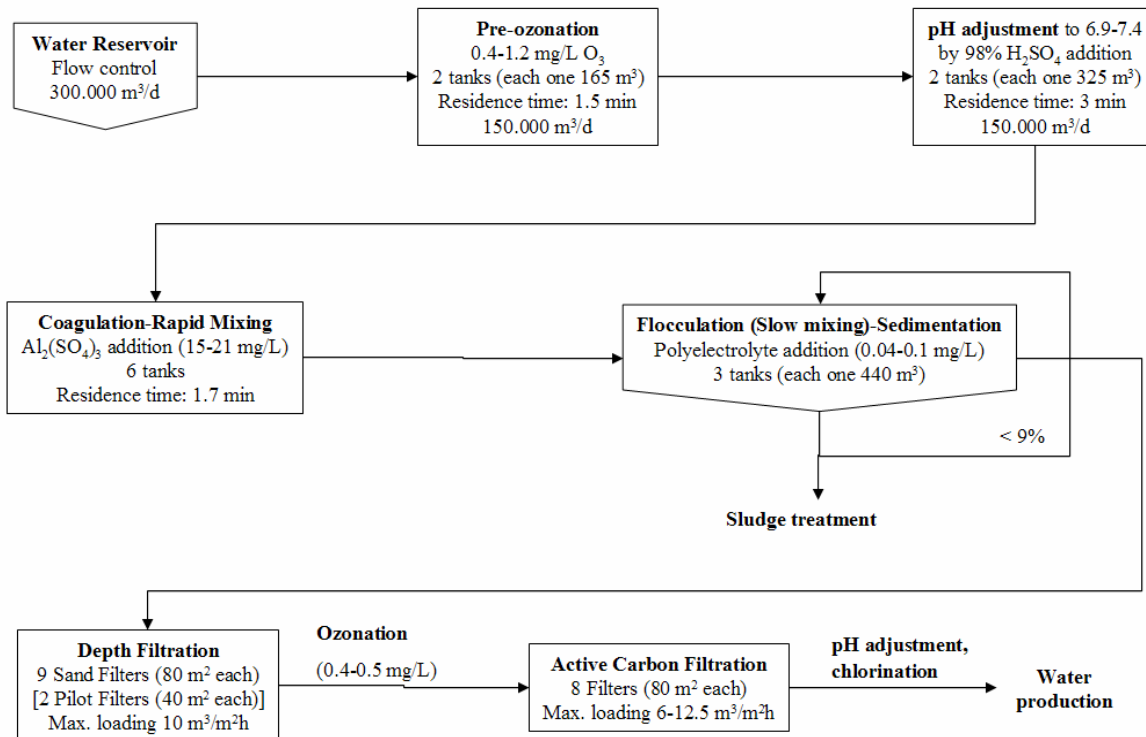 Water Reservoir
Flow control
300.000 m³/d
Pre-ozonation
0.4-1.2 mg/L O₃
2 tanks (each one 165 m³)
Residence time: 1.5 min
150.000 m³/d
pH adjustment to 6.9-7.4
by 98% H₂SO₄ addition
2 tanks (each one 325 m³)
Residence time: 3 min
150.000 m³/d
Coagulation-Rapid Mixing
Al₂(SO₄)₃ addition (15-21 mg/L)
6 tanks
Residence time: 1.7 min
Flocculation (Slow mixing)-Sedimentation
Polyelectrolyte addition (0.04-0.1 mg/L)
3 tanks (each one 440 m³)
< 9%
Sludge treatment
Depth Filtration
9 Sand Filters (80 m² each)
[2 Pilot Filters (40 m² each)]
Max. loading 10 m³/m²h
Ozonation
(0.4-0.5 mg/L)
Active Carbon Filtration
8 Filters (80 m² each)
Max. loading 6-12.5 m³/m²h
pH adjustment,
chlorination
Water
production